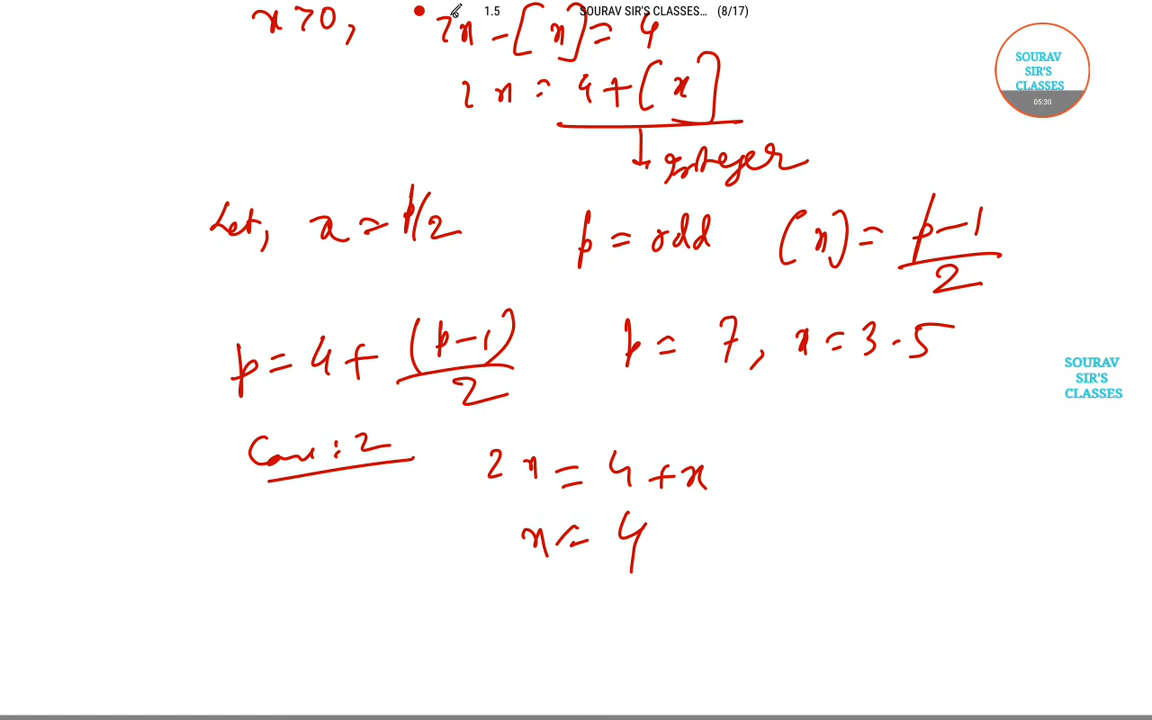 1.5 SOURAV SIR'S CLASSES... (8/17)
x > 0, 2x - [x] = 4
SOURAV
SIR'S
CLASSES
05:30
2x = 4 + [x]
↓ Integer
Let, x = p/2 p = odd [x] = (p-1)/2
p = 4 + (p-1)/2 p = 7, x = 3.5
SOURAV
SIR'S
CLASSES
Case : 2 2x = 4 + x
x = 4